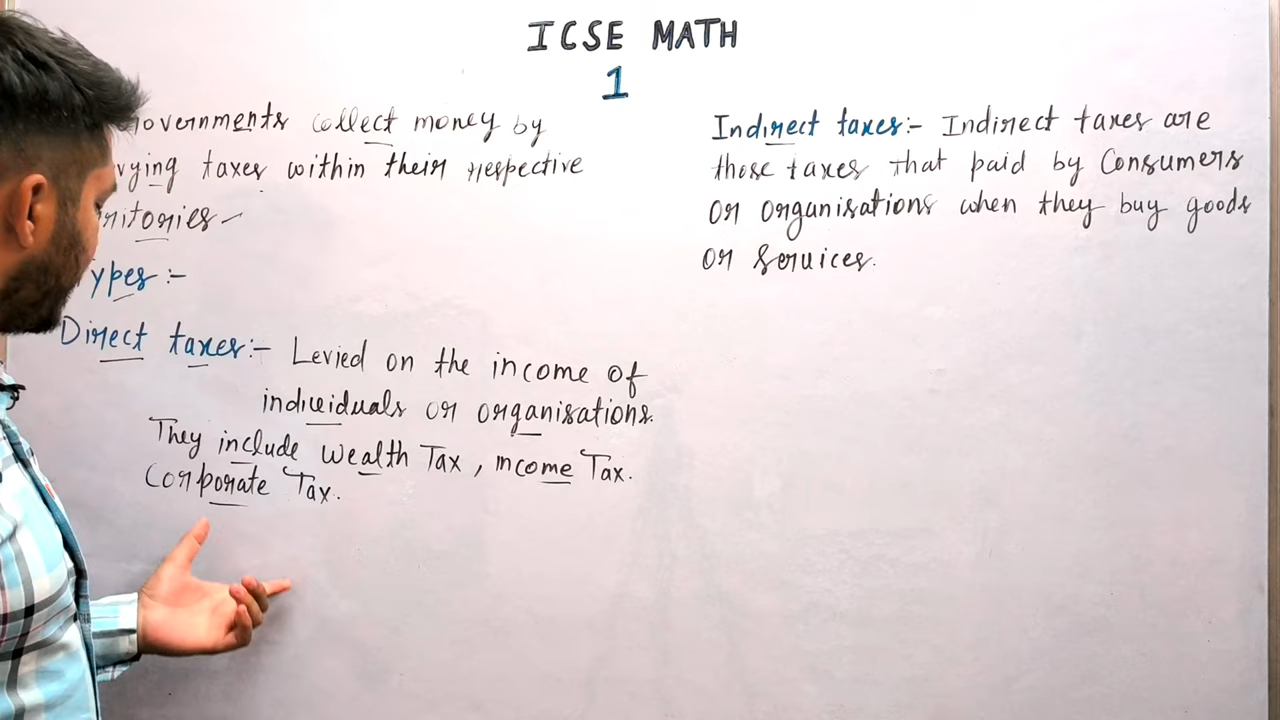 ICSE MATH
1
Governments collect money by
vying taxes within their respective
ritories
ypes :-
Direct taxes:- Levied on the income of
individuals or organisations.
They include Wealth Tax, income Tax.
Corporate Tax.
Indirect taxes:- Indirect taxes are
those taxes that paid by Consumers
or organisations when they buy goods
or Services.